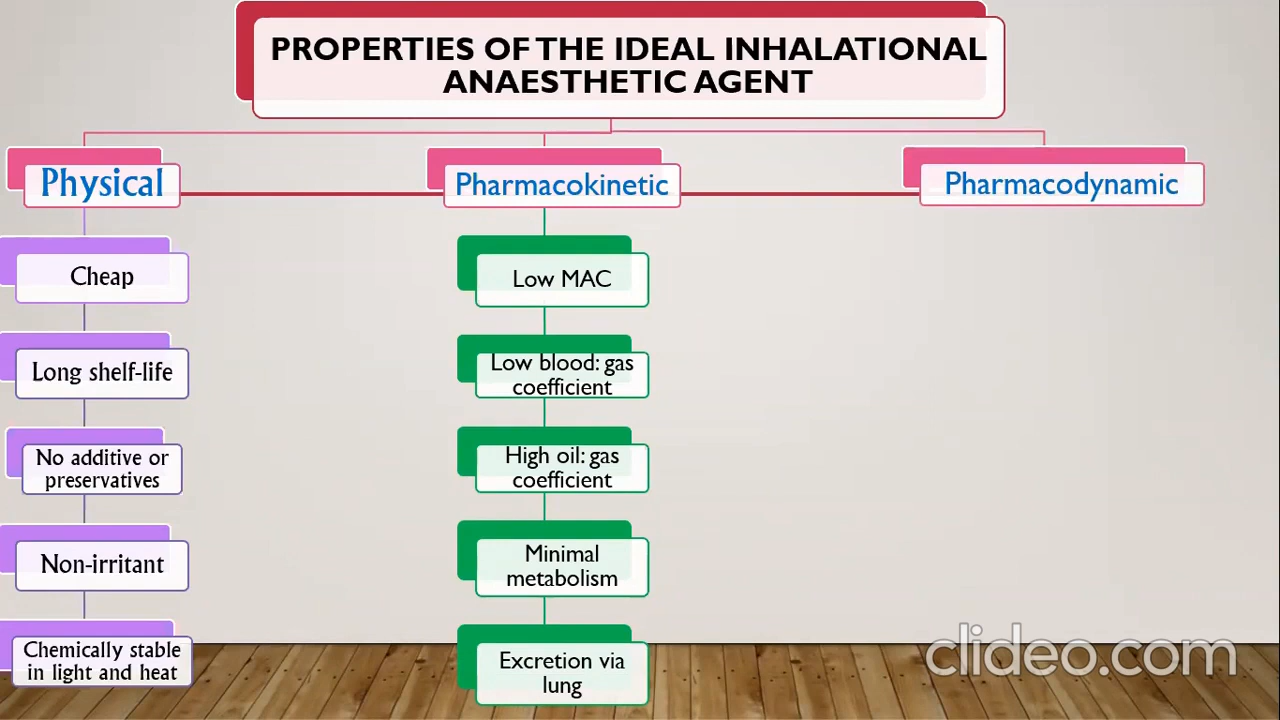 PROPERTIES OF THE IDEAL INHALATIONAL
ANAESTHETIC AGENT
Physical
Cheap
Long shelf-life
No additive or
preservatives
Non-irritant
Chemically stable
in light and heat
Pharmacokinetic
Low MAC
Low blood: gas
coefficient
High oil: gas
coefficient
Minimal
metabolism
Excretion via
lung
Pharmacodynamic
clideo.com